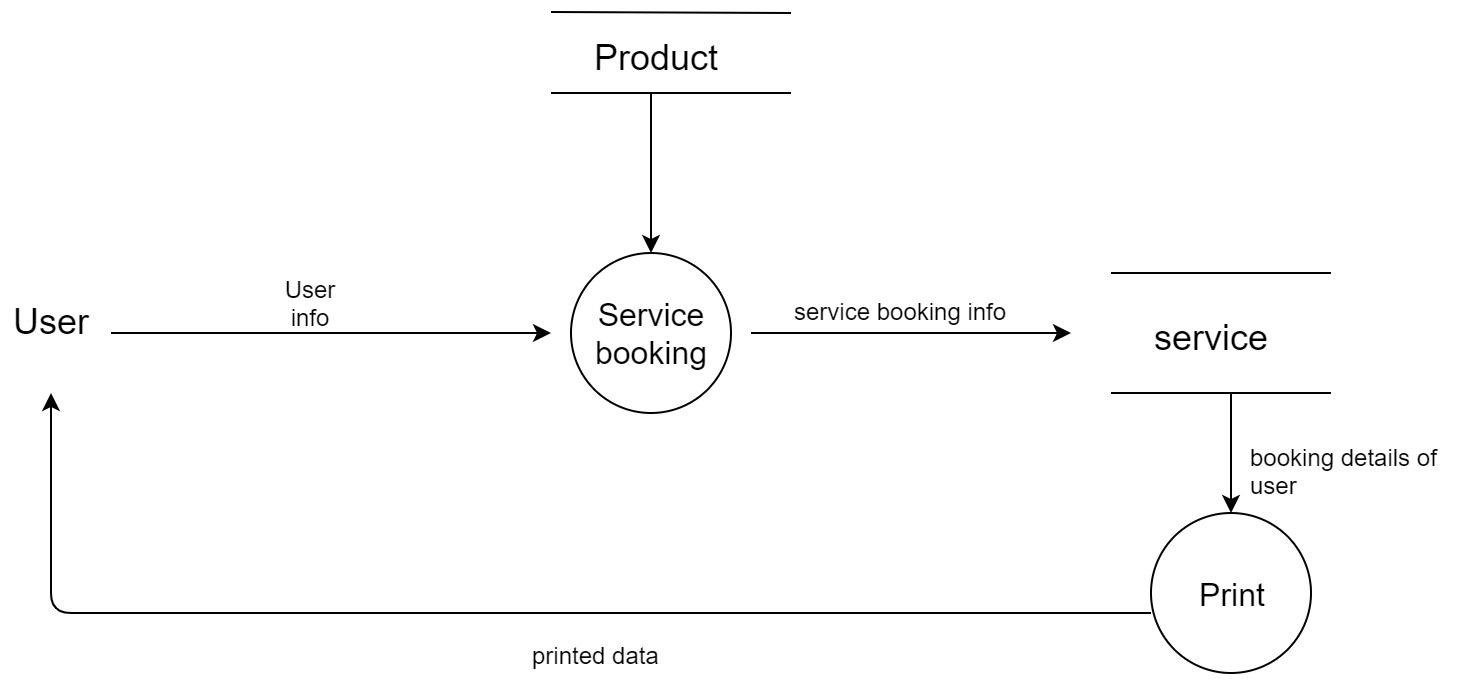 Product
User
info
User
Service
booking
service booking info
service
booking details of
user
Print
printed data